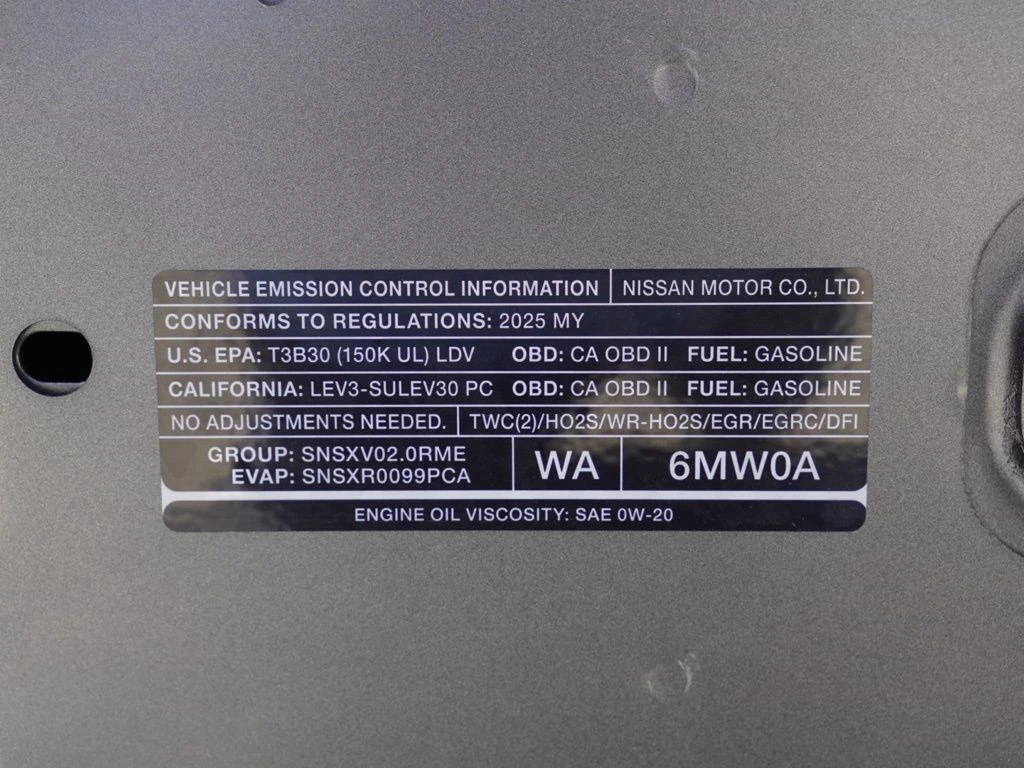 VEHICLE EMISSION CONTROL INFORMATION NISSAN MOTOR CO., LTD.
CONFORMS TO REGULATIONS: 2025 MY
U.S. EPA: T3B30 (150K UL) LDV OBD: CA OBD II FUEL: GASOLINE
CALIFORNIA: LEV3-SULEV30 PC OBD: CA OBD II FUEL: GASOLINE
NO ADJUSTMENTS NEEDED. TWC(2)/HO2S/WR-HO2S/EGR/EGRC/DFI
GROUP: SNSXV02.0RME
EVAP: SNSXR0099PCA
WA 6MW0A
ENGINE OIL VISCOSITY: SAE 0W-20